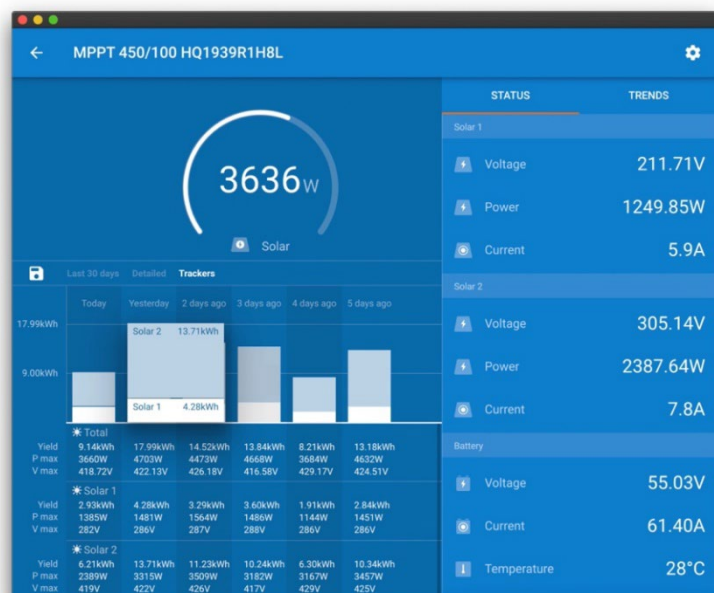 MPPT 450/100 HQ1939R1H8L
3636W
Solar
Last 30 days Detailed Trackers
Today Yesterday 2 days ago 3 days ago 4 days ago 5 days ago
17.99kWh
9.00kWh
Solar 2 13.71kWh
Solar 1 4.28kWh
Total
Yield 9.14kWh 17.99kWh 14.52kWh 13.84kWh 8.21kWh 13.18kWh
P max 3660W 4703W 4473W 4668W 3684W 4632W
V max 418.72V 422.13V 426.18V 416.58V 429.17V 424.51V
Solar 1
Yield 2.93kWh 4.28kWh 3.29kWh 3.60kWh 1.91kWh 2.84kWh
P max 1385W 1481W 1564W 1486W 1144W 1451W
V max 282V 286V 287V 288V 286V 286V
Solar 2
Yield 6.21kWh 13.71kWh 11.23kWh 10.24kWh 6.30kWh 10.34kWh
P max 2389W 3315W 3509W 3182W 3167W 3457W
V max 419V 422V 426V 417V 429V 425V
STATUS TRENDS
Solar 1
Voltage 211.71V
Power 1249.85W
Current 5.9A
Solar 2
Voltage 305.14V
Power 2387.64W
Current 7.8A
Battery
Voltage 55.03V
Current 61.40A
Temperature 28°C